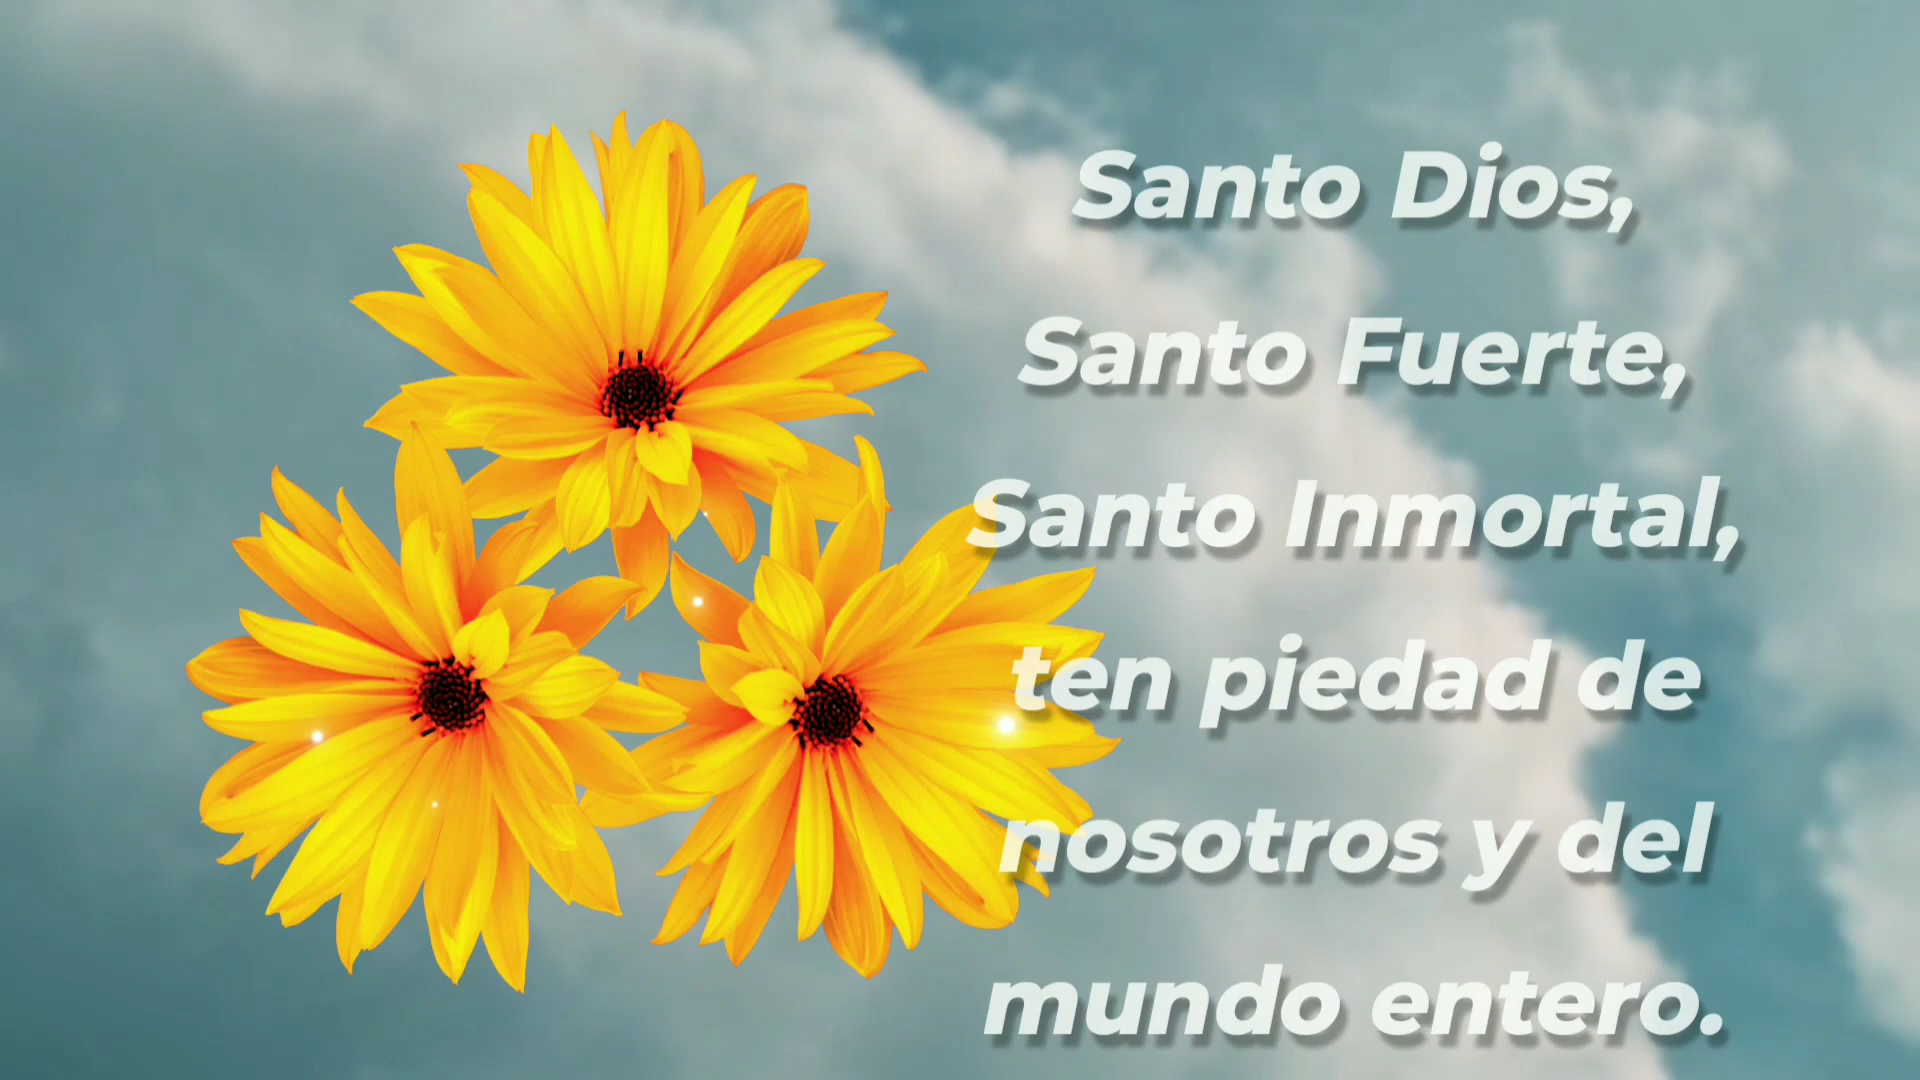 Santo Dios,
Santo Fuerte,
Santo Inmortal,
ten piedad de
nosotros y del
mundo entero.